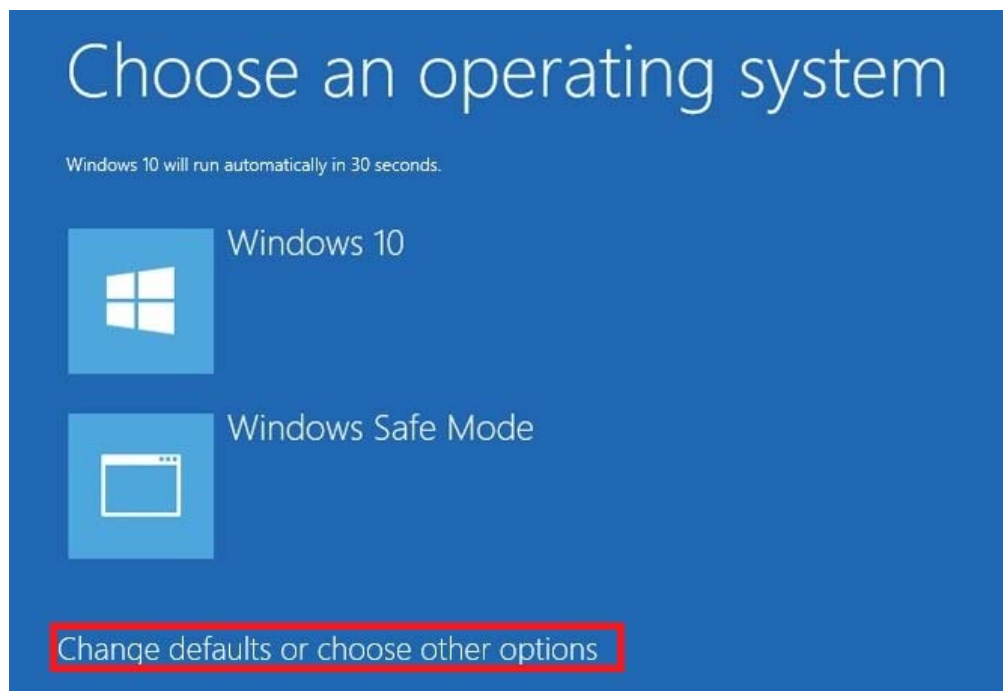 Choose an operating system
Windows 10 will run automatically in 30 seconds.
Windows 10
Windows Safe Mode
Change defaults or choose other options